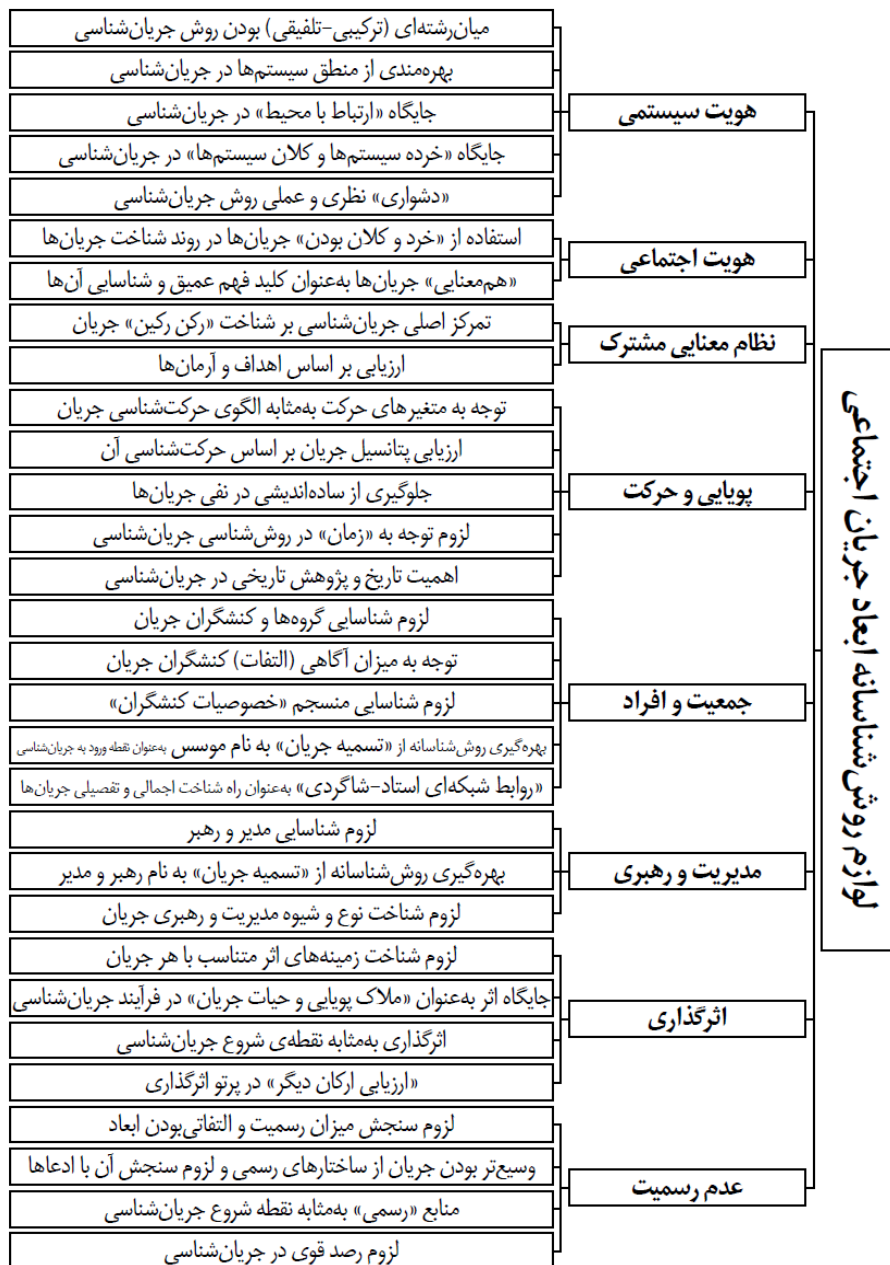 لوازم روش‌شناسانه ابعاد جریان اجتماعی
هویت سیستمی
میان‌رشته‌ای (ترکیبی-تلفیقی) بودن روش جریان‌شناسی
بهره‌مندی از منطق سیستم‌ها در جریان‌شناسی
جایگاه «ارتباط با محیط» در جریان‌شناسی
جایگاه «خرده سیستم‌ها و کلان سیستم‌ها» در جریان‌شناسی
«دشواری» نظری و عملی روش جریان‌شناسی
هویت اجتماعی
استفاده از «خرد و کلان بودن» جریان‌ها در روند شناخت جریان‌ها
«هم‌معنایی» جریان‌ها به‌عنوان کلید فهم عمیق و شناسایی آن‌ها
نظام معنایی مشترک
تمرکز اصلی جریان‌شناسی بر شناخت «رکن رکین» جریان
ارزیابی بر اساس اهداف و آرمان‌ها
پویایی و حرکت
توجه به متغیرهای حرکت به‌مثابه الگوی حرکت‌شناسی جریان
ارزیابی پتانسیل جریان بر اساس حرکت‌شناسی آن
جلوگیری از ساده‌اندیشی در نفی جریان‌ها
لزوم توجه به «زمان» در روش‌شناسی جریان‌شناسی
اهمیت تاریخ و پژوهش تاریخی در جریان‌شناسی
جمعیت و افراد
لزوم شناسایی گروه‌ها و کنشگران جریان
توجه به میزان آگاهی (التفات) کنشگران جریان
لزوم شناسایی منسجم «خصوصیات کنشگران»
بهره‌گیری روش‌شناسانه از «تسمیه جریان» به نام موسس به‌عنوان نقطه ورود به جریان‌شناسی
«روابط شبکه‌ای استاد-شاگردی» به‌عنوان راه شناخت اجمالی و تفصیلی جریان‌ها
مدیریت و رهبری
لزوم شناسایی مدیر و رهبر
بهره‌گیری روش‌شناسانه از «تسمیه جریان» به نام رهبر و مدیر
لزوم شناخت نوع و شیوه مدیریت و رهبری جریان
اثرگذاری
لزوم شناخت زمینه‌های اثر متناسب با هر جریان
جایگاه اثر به‌عنوان «ملاک پویایی و حیات جریان» در فرآیند جریان‌شناسی
اثرگذاری به‌مثابه نقطه‌ی شروع جریان‌شناسی
«ارزیابی ارکان دیگر» در پرتو اثرگذاری
عدم رسمیت
لزوم سنجش میزان رسمیت و التفاتی‌بودن ابعاد
وسیع‌تر بودن جریان از ساختارهای رسمی و لزوم سنجش آن با ادعاها
منابع «رسمی» به‌مثابه نقطه شروع جریان‌شناسی
لزوم رصد قوی در جریان‌شناسی